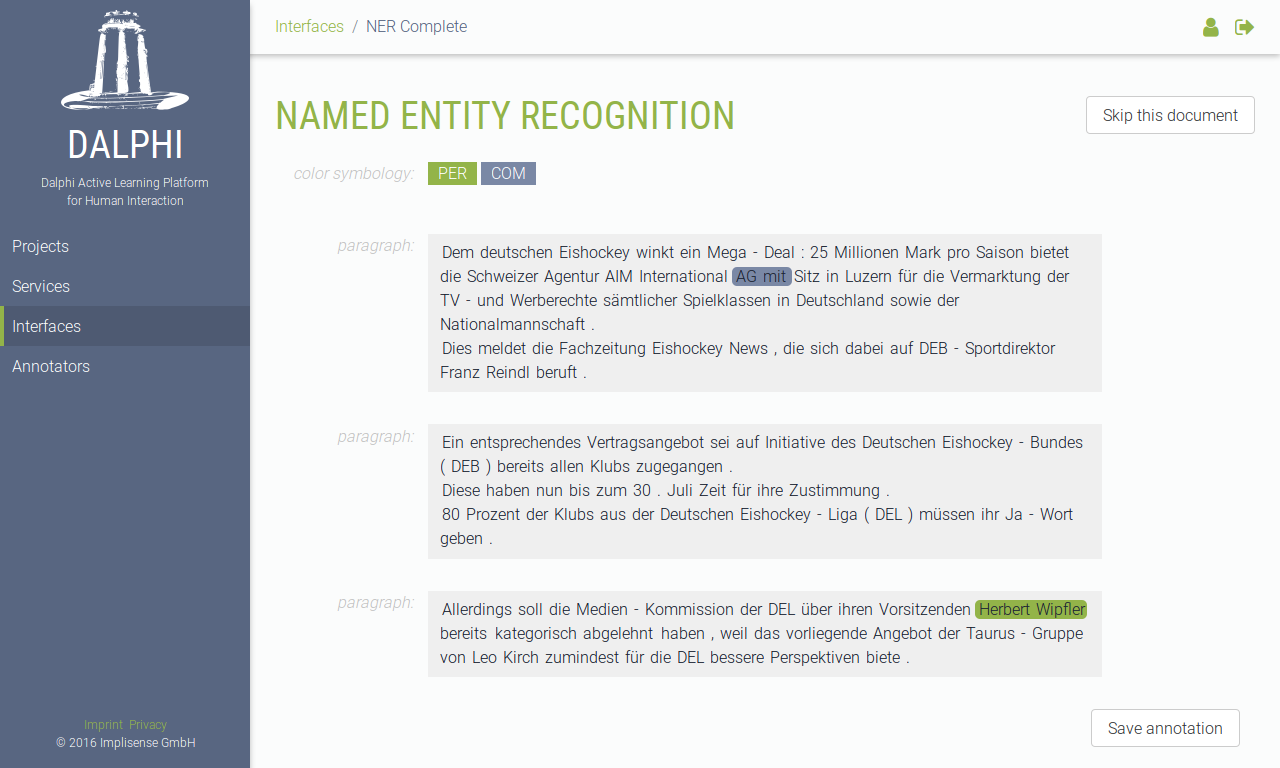 DALPHI
Dalphi Active Learning Platform
for Human Interaction
Projects
Services
Interfaces
Annotators
Imprint Privacy
© 2016 Implisense GmbH
Interfaces / NER Complete
NAMED ENTITY RECOGNITION
Skip this document
color symbology: PER COM
paragraph:
Dem deutschen Eishockey winkt ein Mega - Deal : 25 Millionen Mark pro Saison bietet
die Schweizer Agentur AIM International AG mit Sitz in Luzern für die Vermarktung der
TV - und Werberechte sämtlicher Spielklassen in Deutschland sowie der
Nationalmannschaft .
Dies meldet die Fachzeitung Eishockey News , die sich dabei auf DEB - Sportdirektor
Franz Reindl beruft .
paragraph:
Ein entsprechendes Vertragsangebot sei auf Initiative des Deutschen Eishockey - Bundes
( DEB ) bereits allen Klubs zugegangen .
Diese haben nun bis zum 30 . Juli Zeit für ihre Zustimmung .
80 Prozent der Klubs aus der Deutschen Eishockey - Liga ( DEL ) müssen ihr Ja - Wort
geben .
paragraph:
Allerdings soll die Medien - Kommission der DEL über ihren Vorsitzenden Herbert Wipfler
bereits kategorisch abgelehnt haben , weil das vorliegende Angebot der Taurus - Gruppe
von Leo Kirch zumindest für die DEL bessere Perspektiven biete .
Save annotation